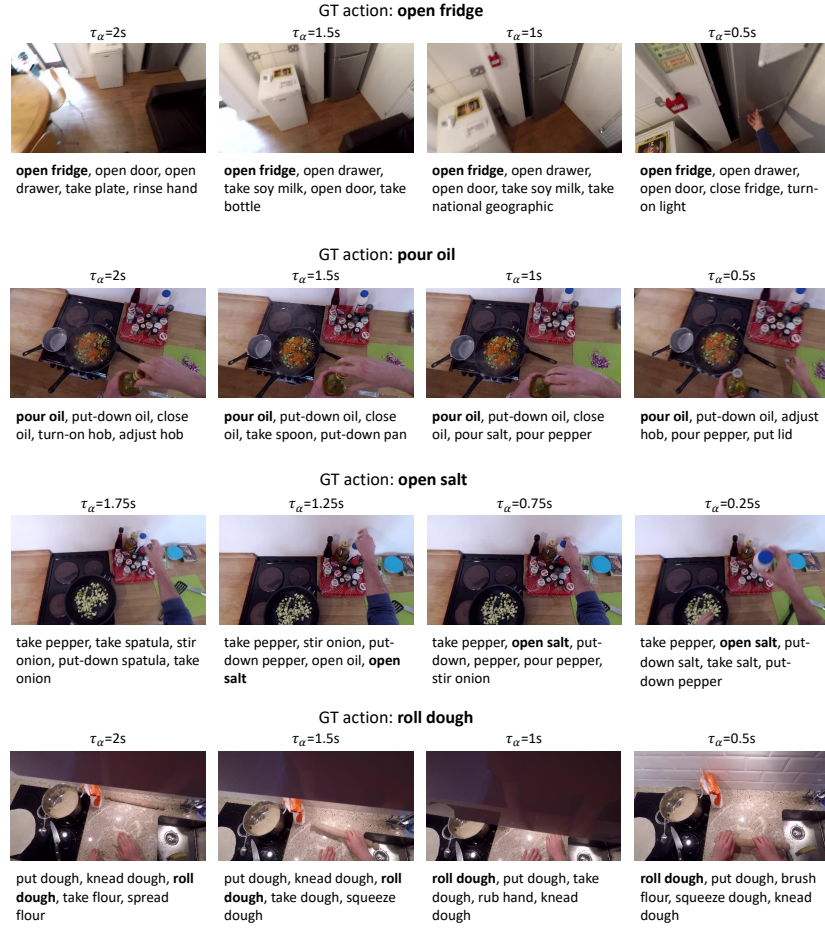 GT action: open fridge
τα=2s τα=1.5s τα=1s τα=0.5s
open fridge, open door, open
drawer, take plate, rinse hand
open fridge, open drawer,
take soy milk, open door, take
bottle
open fridge, open drawer,
open door, take soy milk, take
national geographic
open fridge, open drawer,
open door, close fridge, turn-
on light
GT action: pour oil
τα=2s τα=1.5s τα=1s τα=0.5s
pour oil, put-down oil, close
oil, turn-on hob, adjust hob
pour oil, put-down oil, close
oil, take spoon, put-down pan
pour oil, put-down oil, close
oil, pour salt, pour pepper
pour oil, put-down oil, adjust
hob, pour pepper, put lid
GT action: open salt
τα=1.75s τα=1.25s τα=0.75s τα=0.25s
take pepper, take spatula, stir
onion, put-down spatula, take
onion
take pepper, stir onion, put-
down pepper, open oil, open
salt
take pepper, open salt, put-
down, pepper, pour pepper,
stir onion
take pepper, open salt, put-
down salt, take salt, put-
down pepper
GT action: roll dough
τα=2s τα=1.5s τα=1s τα=0.5s
put dough, knead dough, roll
dough, take flour, spread
flour
put dough, knead dough, roll
dough, take dough, squeeze
dough
roll dough, put dough, take
dough, rub hand, knead
dough
roll dough, put dough, brush
flour, squeeze dough, knead
dough